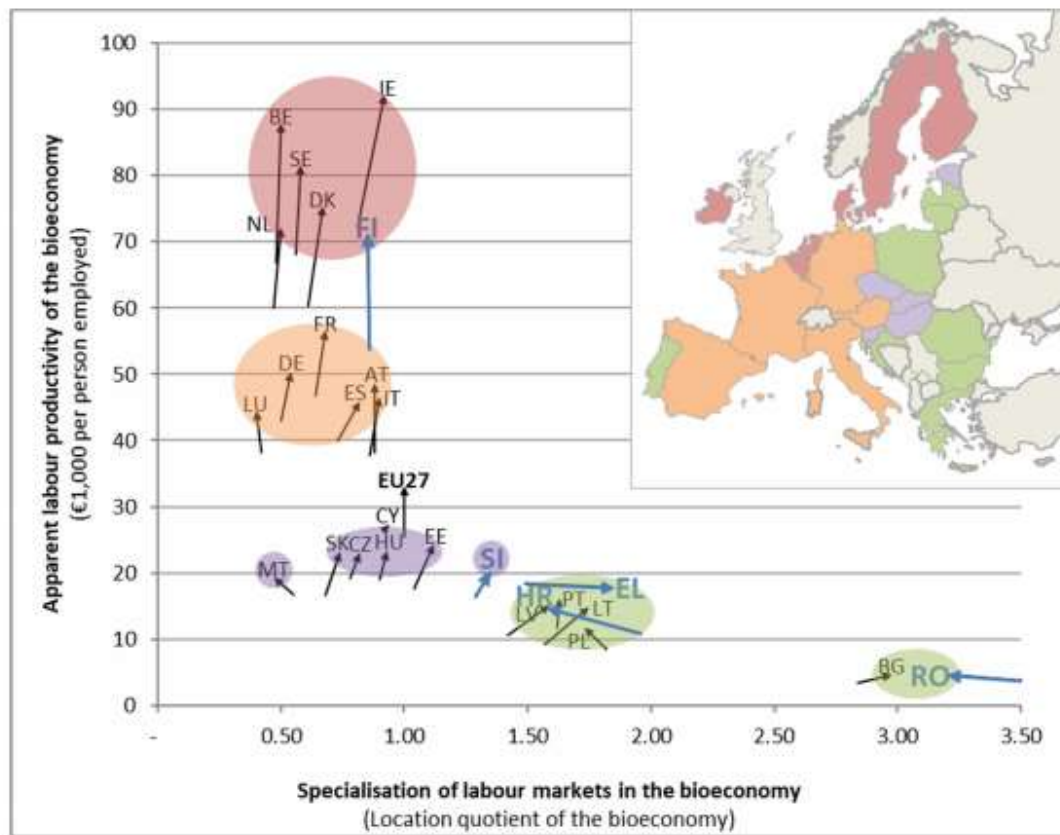 Apparent labour productivity of the bioeconomy
(€1,000 per person employed)
100
90
80
70
60
50
40
30
20
10
0
IE
BE
SE
DK
NL
FI
FR
DE
AT
ES
IT
LU
EU27
CY
SK
CZ
HU
EE
SI
MT
HR
EL
LV
PT
LT
PL
BG
RO
-
0.50
1.00
1.50
2.00
2.50
3.00
3.50
Specialisation of labour markets in the bioeconomy
(Location quotient of the bioeconomy)